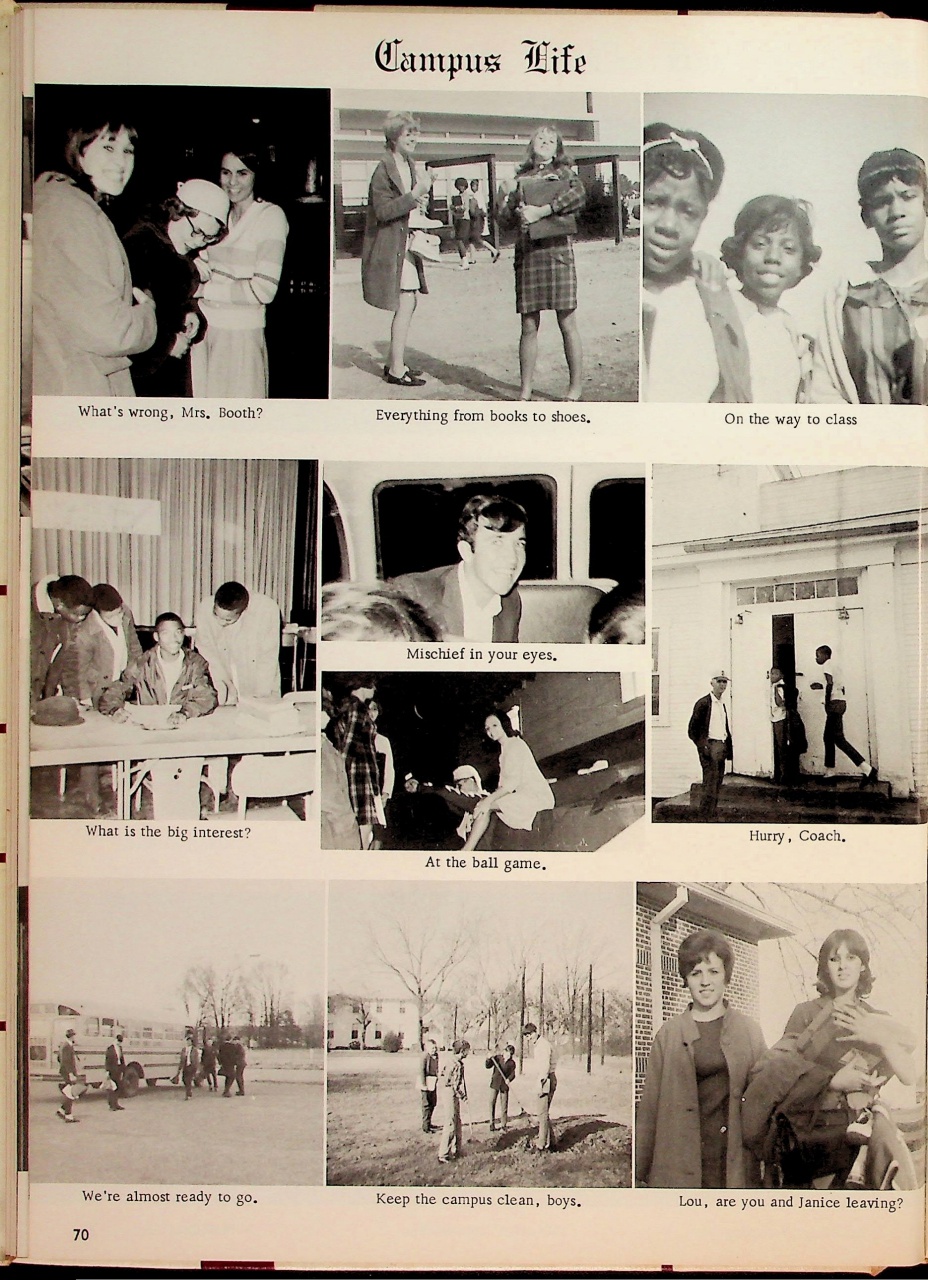 Campus Life
What's wrong, Mrs. Booth?
Everything from books to shoes.
On the way to class
What is the big interest?
Mischief in your eyes.
At the ball game.
Hurry, Coach.
We're almost ready to go.
Keep the campus clean, boys.
Lou, are you and Janice leaving?
70